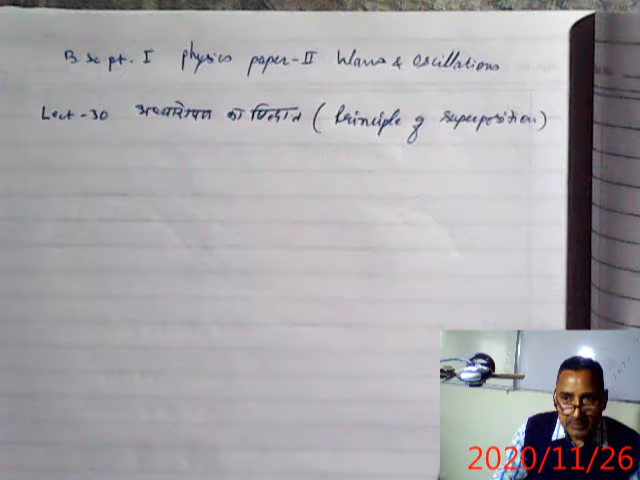 B Sc pt. I physics paper-II Waves & Oscillations
Lect-30 अध्यारोपण का सिद्धांत ( Principle of Superposition)
2020/11/26